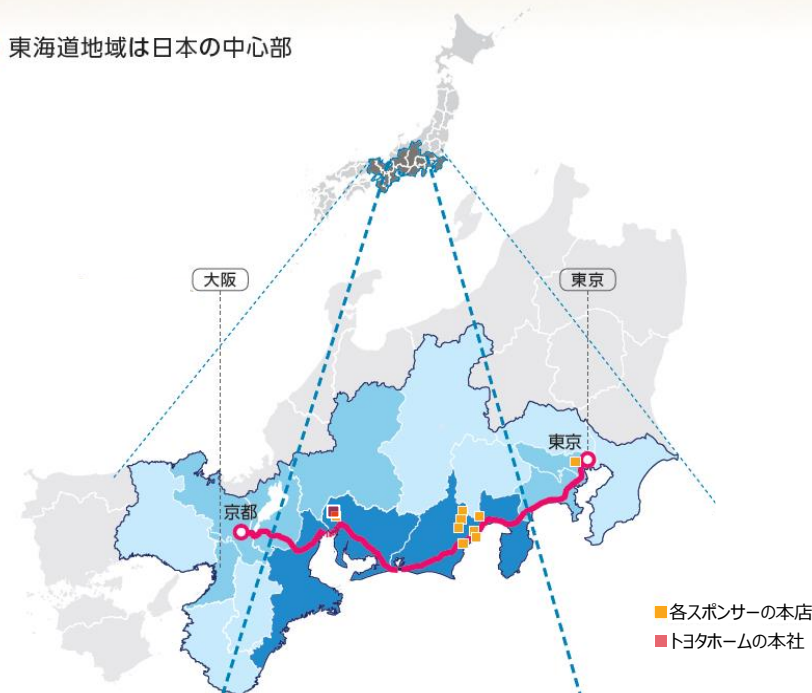 東海道地域は日本の中心部
大阪
東京
東京
京都
各スポンサーの本店
トヨタホームの本社